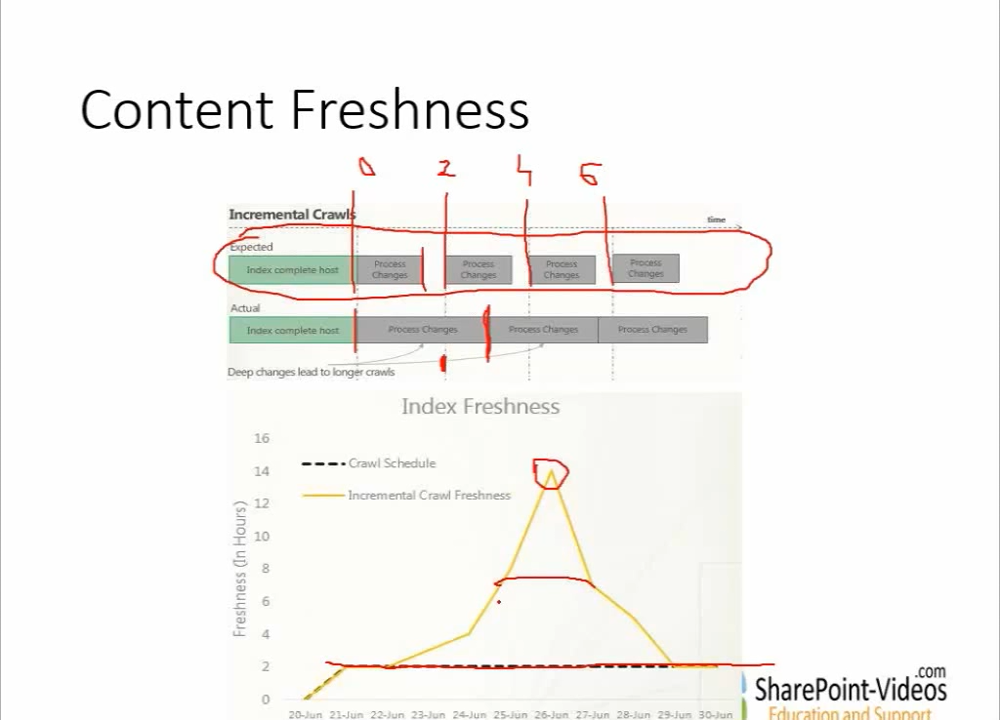 Content Freshness
0 2 4 6
Incremental Crawls
time
Expected
Index complete host
Process Changes
Process Changes
Process Changes
Process Changes
Actual
Index complete host
Process Changes
Process Changes
Process Changes
Deep changes lead to longer crawls
Index Freshness
Freshness (In Hours)
16
14
12
10
8
6
4
2
0
Crawl Schedule
Incremental Crawl Freshness
20-Jun 21-Jun 22-Jun 23-Jun 24-Jun 25-Jun 26-Jun 27-Jun 28-Jun 29-Jun 30-Jun
.com
SharePoint-Videos
Education and Support